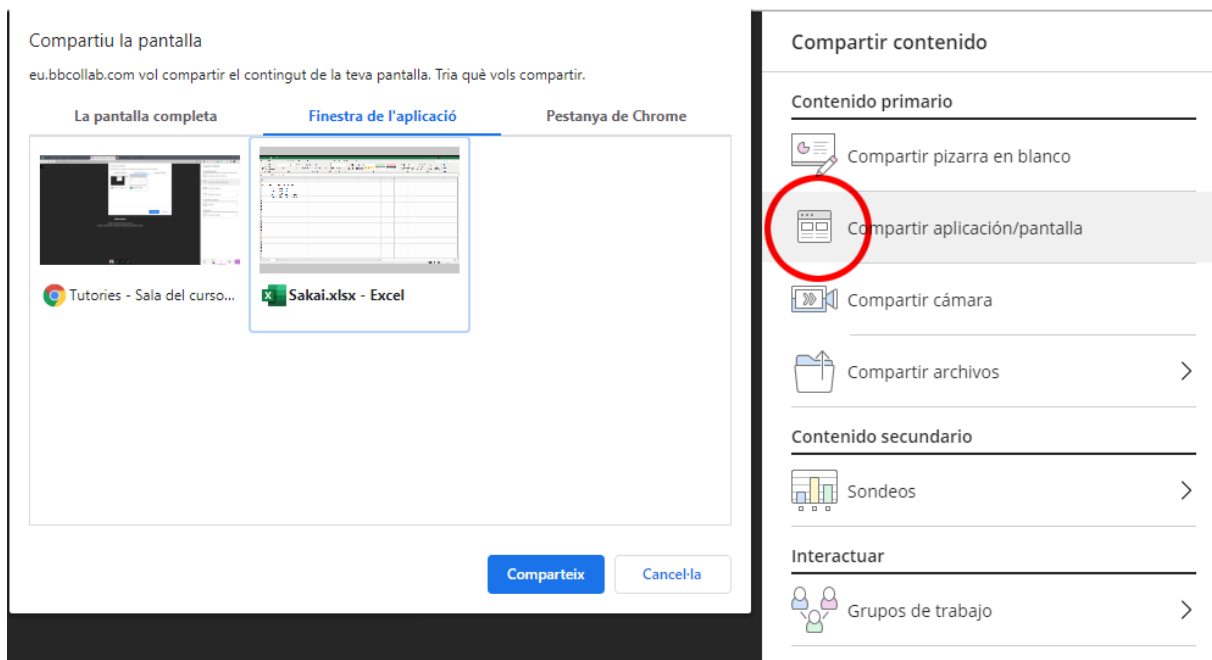 Compartiu la pantalla
eu.bbcollab.com vol compartir el contingut de la teva pantalla. Tria què vols compartir.
La pantalla completa
Finestra de l'aplicació
Pestanya de Chrome
Tutories - Sala del curso...
Sakai.xlsx - Excel
Comparteix
Cancel·la
Compartir contenido
Contenido primario
Compartir pizarra en blanco
Compartir aplicación/pantalla
Compartir cámara
Compartir archivos
Contenido secundario
Sondeos
Interactuar
Grupos de trabajo